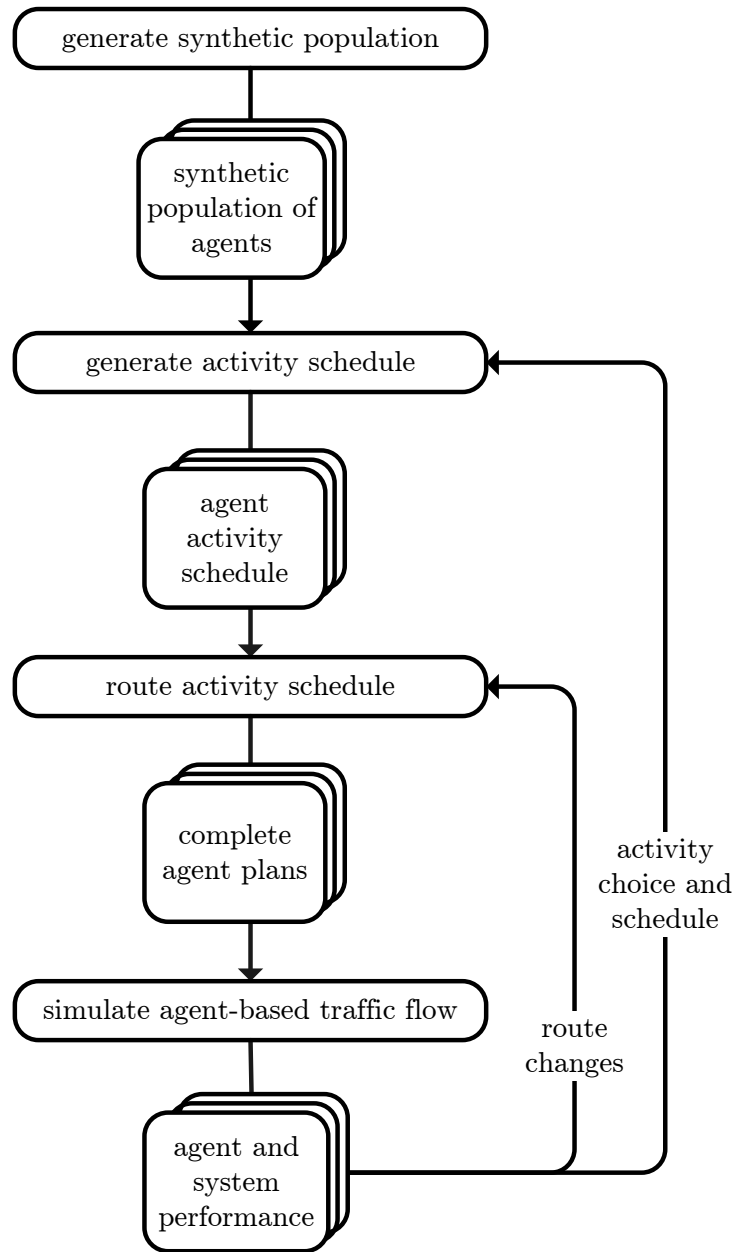 generate synthetic population
synthetic
population of
agents
generate activity schedule
agent
activity
schedule
route activity schedule
complete
agent plans
activity
choice and
schedule
simulate agent-based traffic flow
route
changes
agent and
system
performance